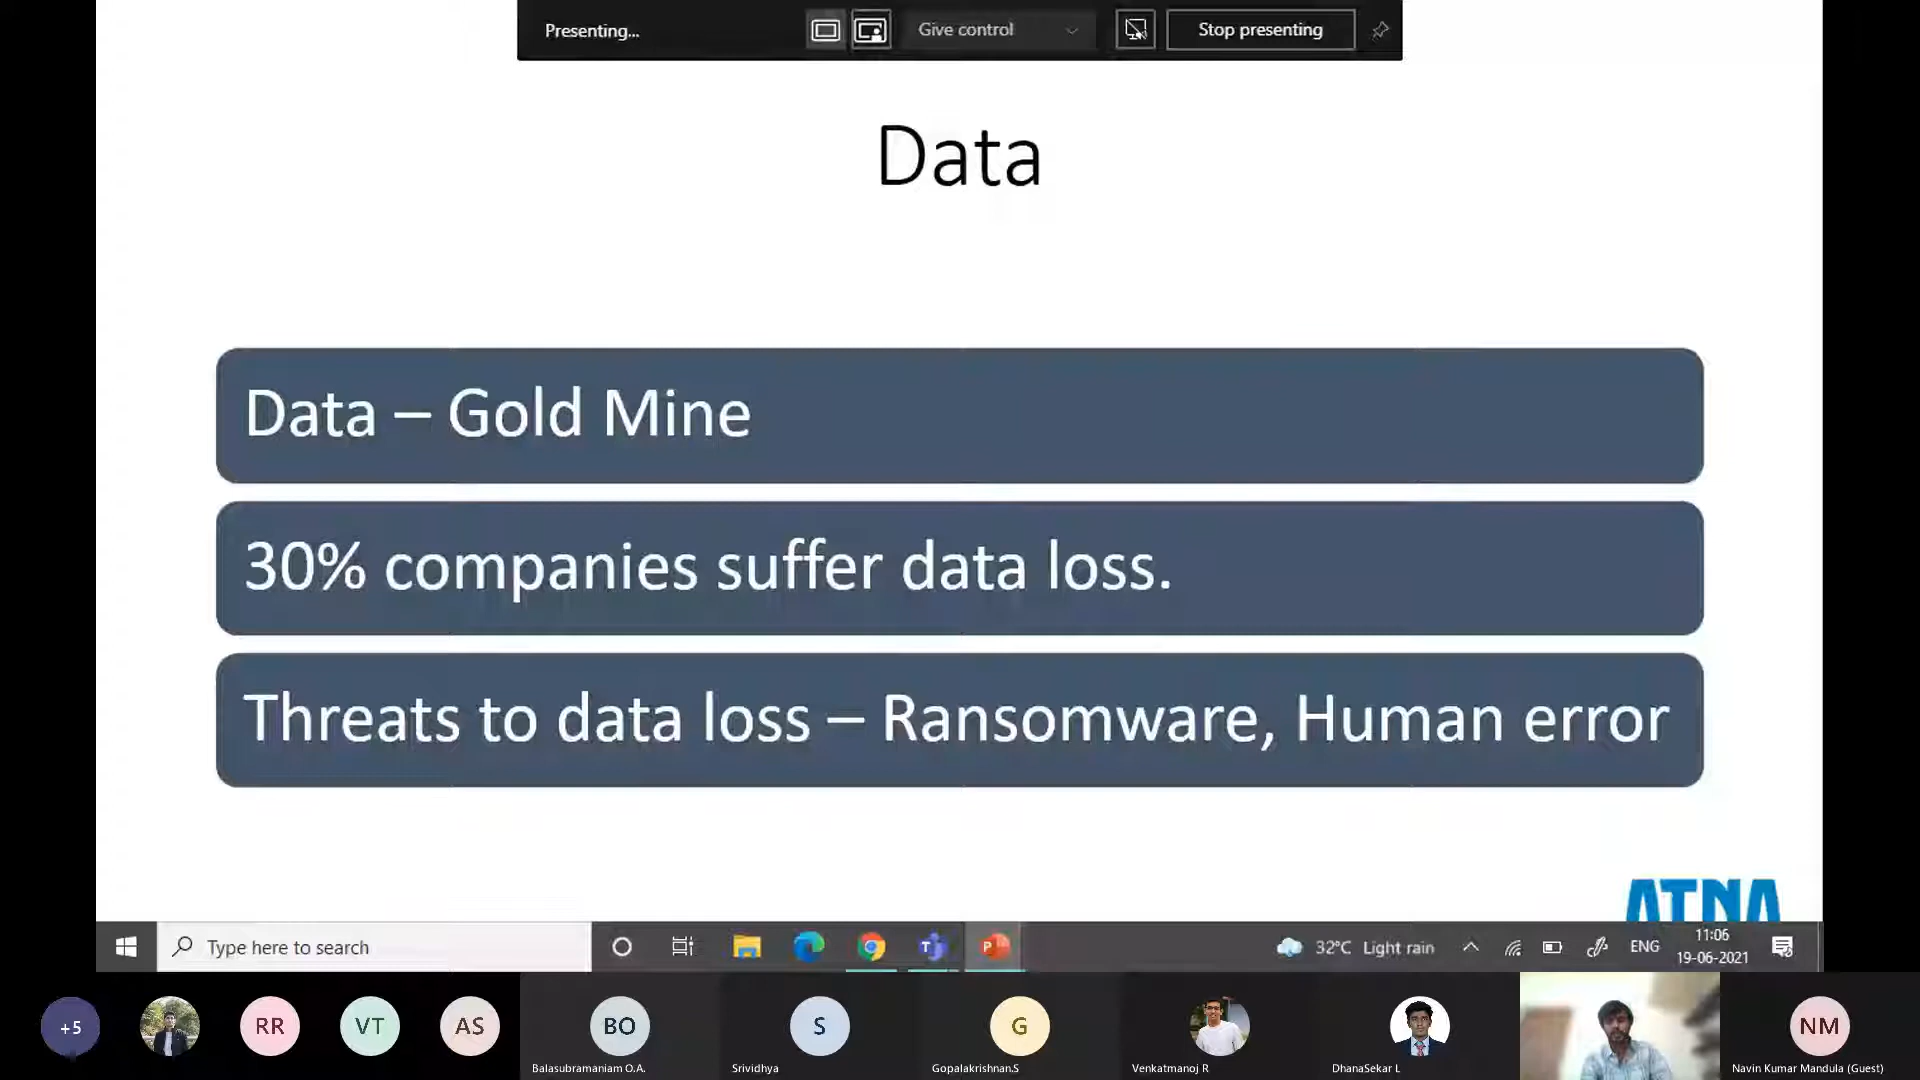 Presenting...
Give control
Stop presenting
Data
Data – Gold Mine
30% companies suffer data loss.
Threats to data loss – Ransomware, Human error
ATNA
Type here to search
32°C Light rain
ENG
11:06
19-06-2021
+5
RR
VT
AS
BO
S
G
NM
Balasubramaniam O.A.
Srividhya
Gopalakrishnan.S
Venkatmanoj R
DhanaSekar L
Navin Kumar Mandula (Guest)